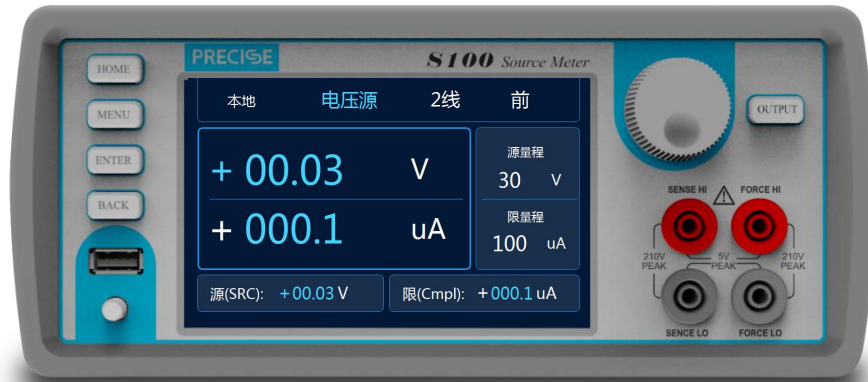 PRECISE
S100 Source Meter
HOME
MENU
ENTER
BACK
本地 电压源 2线 前
+ 00.03 V
+ 000.1 uA
源量程
30 V
限量程
100 uA
源(SRC): +00.03 V
限(Cmpl): +000.1 uA
OUTPUT
SENSE HI
FORCE HI
210V
PEAK
5V
PEAK
210V
PEAK
SENCE LO
FORCE LO